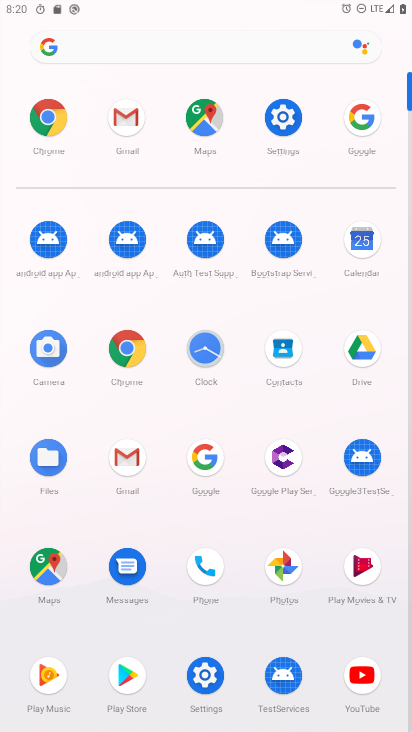 8:20 LTE
Chrome Gmail Maps Settings Google
android app Ap.. android app Ap.. Auth Test Supp.. Bootstrap Servi.. Calendar
Camera Chrome Clock Contacts Drive
Files Gmail Google Google Play Ser.. Google3TestSe..
Maps Messages Phone Photos Play Movies & TV
Play Music Play Store Settings TestServices YouTube